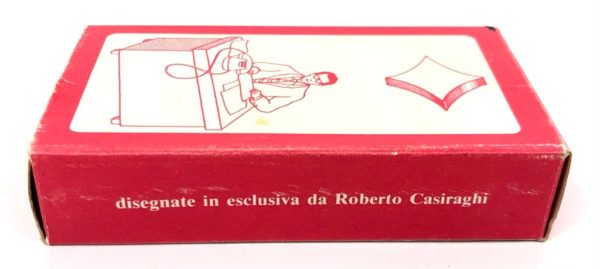 disegnate in esclusiva da Roberto Casiraghi